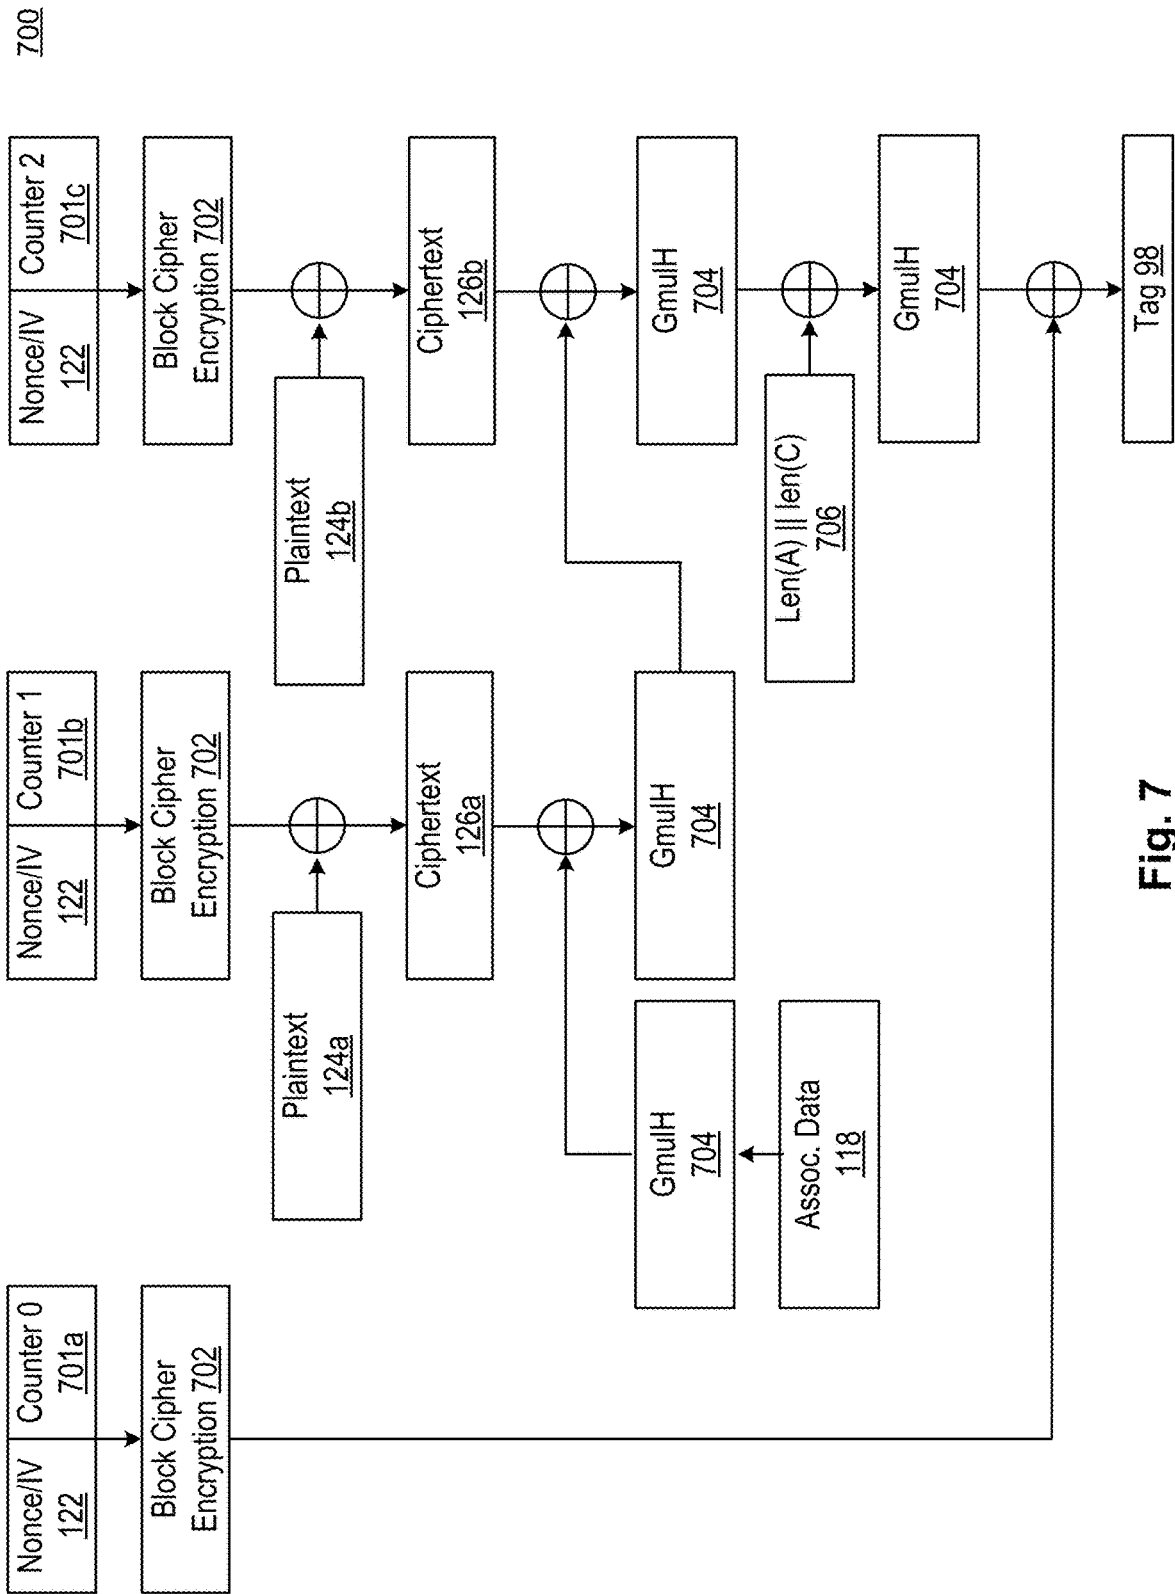 700
Nonce/IV
122
Counter 0
701a
Nonce/IV
122
Counter 1
701b
Nonce/IV
122
Counter 2
701c
Block Cipher
Encryption 702
Block Cipher
Encryption 702
Block Cipher
Encryption 702
Plaintext
124a
Plaintext
124b
Ciphertext
126a
Ciphertext
126b
GmulH
704
GmulH
704
GmulH
704
Assoc. Data
118
Len(A) || len(C)
706
GmulH
704
Tag 98
Fig. 7